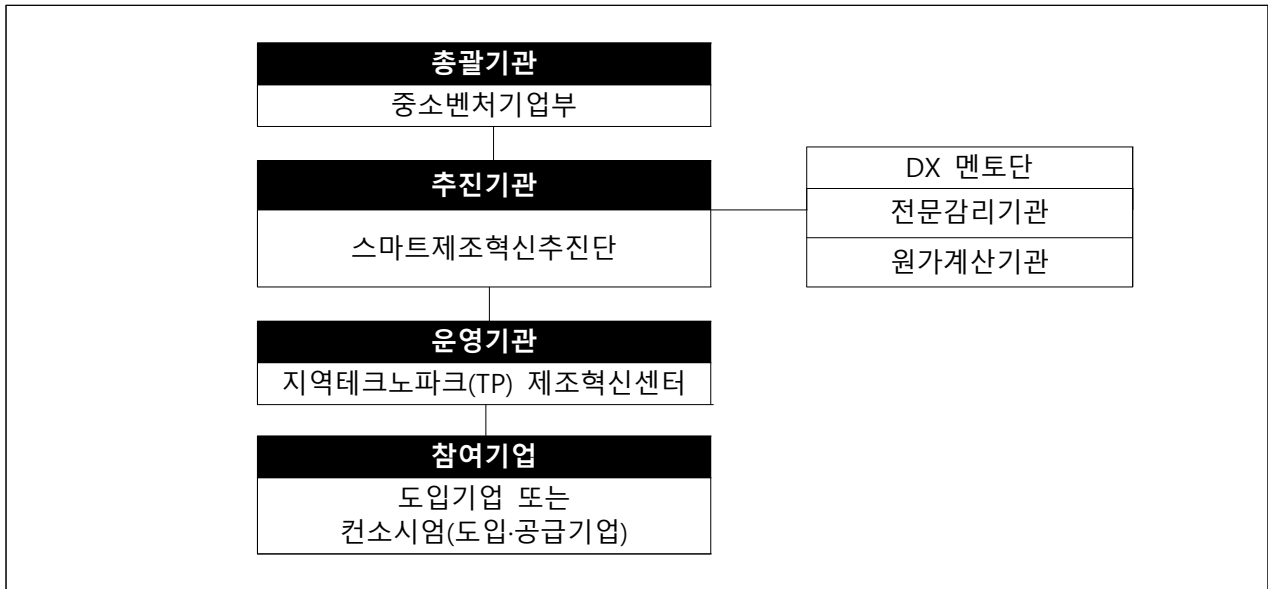 총괄기관
중소벤처기업부
추진기관
스마트제조혁신추진단
DX 멘토단
전문감리기관
원가계산기관
운영기관
지역테크노파크(TP) 제조혁신센터
참여기업
도입기업 또는
컨소시엄(도입·공급기업)